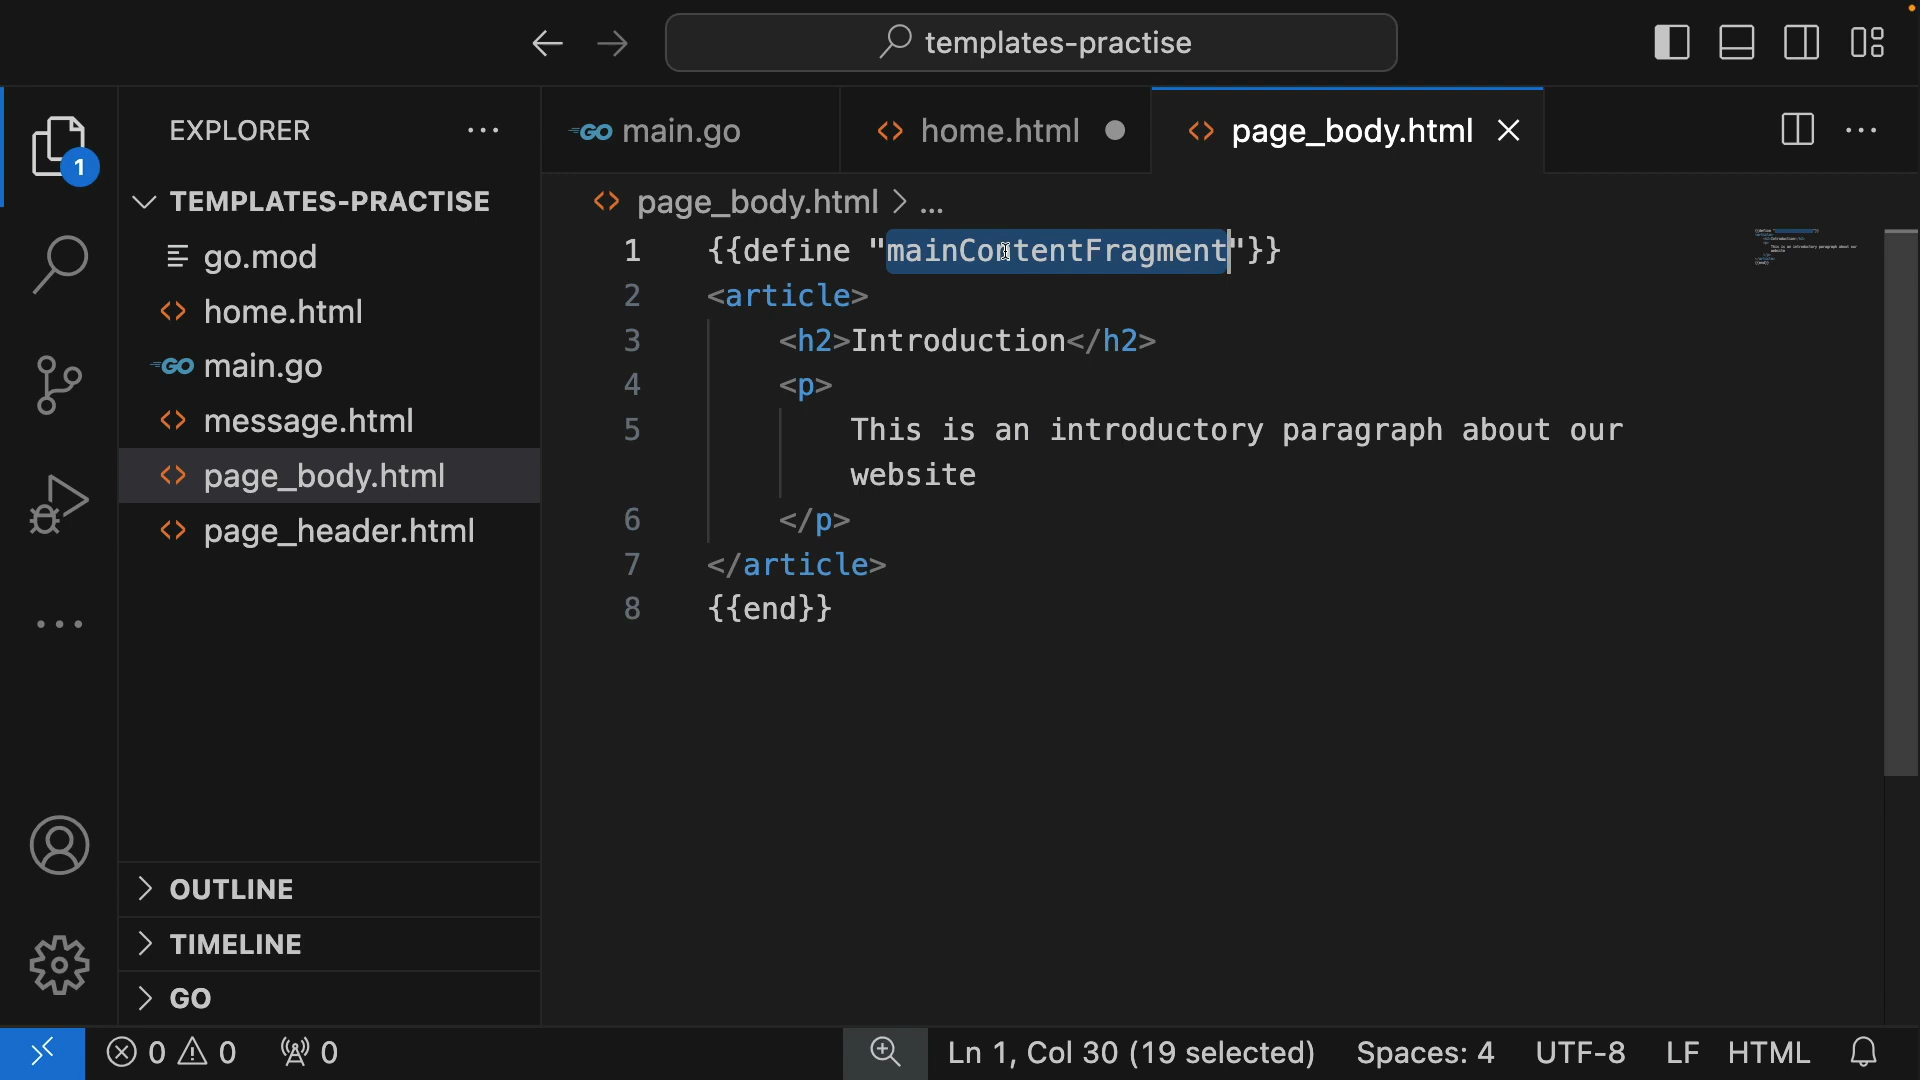 templates-practise
EXPLORER
1
TEMPLATES-PRACTISE
go.mod
home.html
GO main.go
message.html
page_body.html
page_header.html
OUTLINE
TIMELINE
GO
GO main.go
home.html
page_body.html
page_body.html > ...
1 {{define "mainContentFragment"}}
2 <article>
3 <h2>Introduction</h2>
4 <p>
5 This is an introductory paragraph about our
website
6 </p>
7 </article>
8 {{end}}
0 0 0
Ln 1, Col 30 (19 selected) Spaces: 4 UTF-8 LF HTML